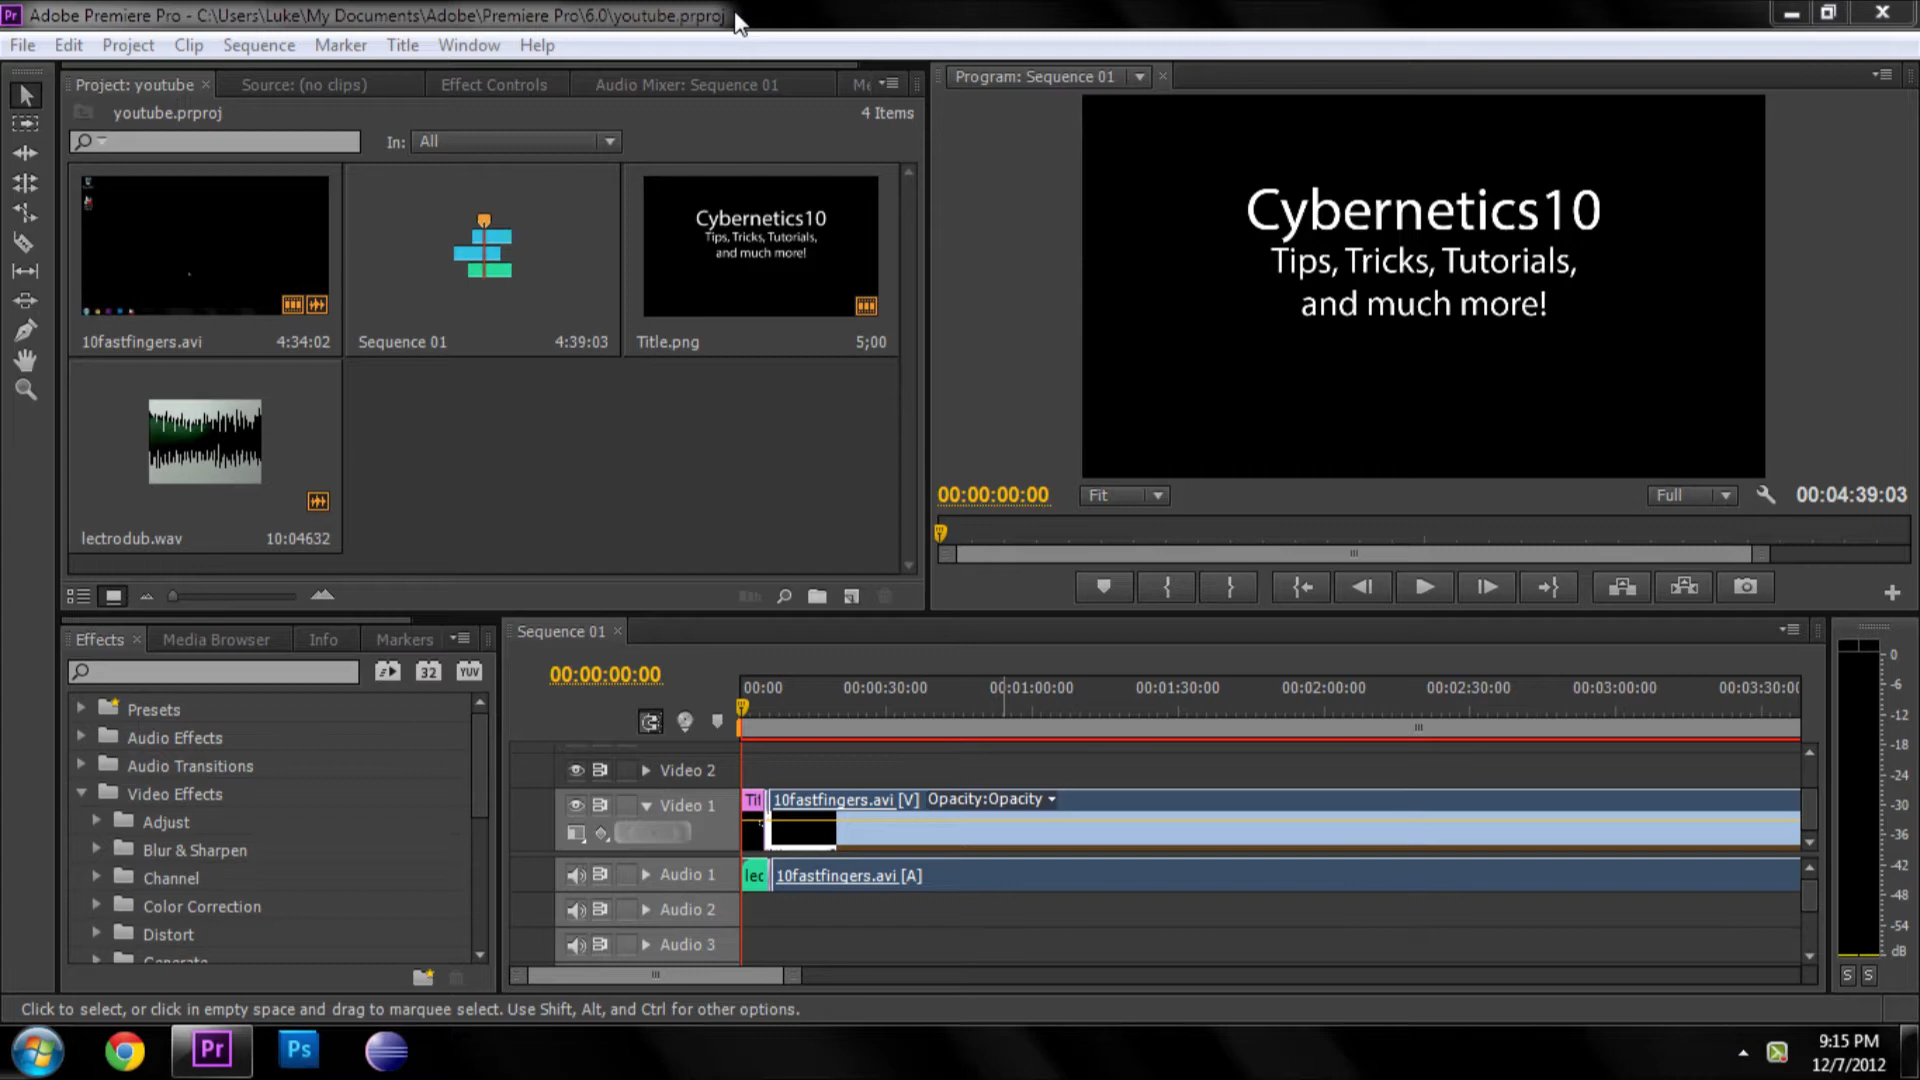 Pr Adobe Premiere Pro - C:\Users\Luke\My Documents\Adobe\Premiere Pro\6.0\youtube.prproj
File Edit Project Clip Sequence Marker Title Window Help
Project: youtube Source: (no clips) Effect Controls Audio Mixer: Sequence 01
youtube.prproj 4 Items
In: All
Cybernetics10
Tips, Tricks, Tutorials,
and much more!
10fastfingers.avi 4:34:02 Sequence 01 4:39:03 Title.png 5;00
lectrodub.wav 10:04632
Program: Sequence 01
Cybernetics10
Tips, Tricks, Tutorials,
and much more!
00:00:00:00 Fit Full 00:04:39:03
Effects Media Browser Info Markers
32 YUV
Presets
Audio Effects
Audio Transitions
Video Effects
Adjust
Blur & Sharpen
Channel
Color Correction
Distort
Generate
Sequence 01
00:00:00:00
00:00 00:00:30:00 00:01:00:00 00:01:30:00 00:02:00:00 00:02:30:00 00:03:00:00 00:03:30:00
Video 2
Video 1 Tit 10fastfingers.avi [V] Opacity:Opacity
Audio 1 lec 10fastfingers.avi [A]
Audio 2
Audio 3
0
-6
-12
-18
-24
-30
-36
-42
-48
-54
dB
S S
Click to select, or click in empty space and drag to marquee select. Use Shift, Alt, and Ctrl for other options.
Pr Ps
9:15 PM
12/7/2012